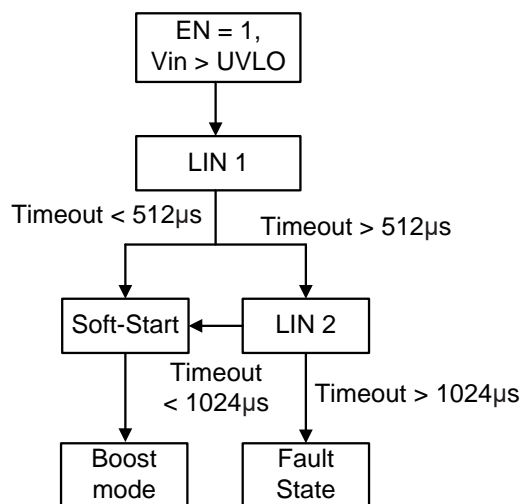 EN = 1,
Vin > UVLO
LIN 1
Timeout < 512µs
Timeout > 512µs
Soft-Start
LIN 2
Timeout
< 1024µs
Timeout > 1024µs
Boost
mode
Fault
State